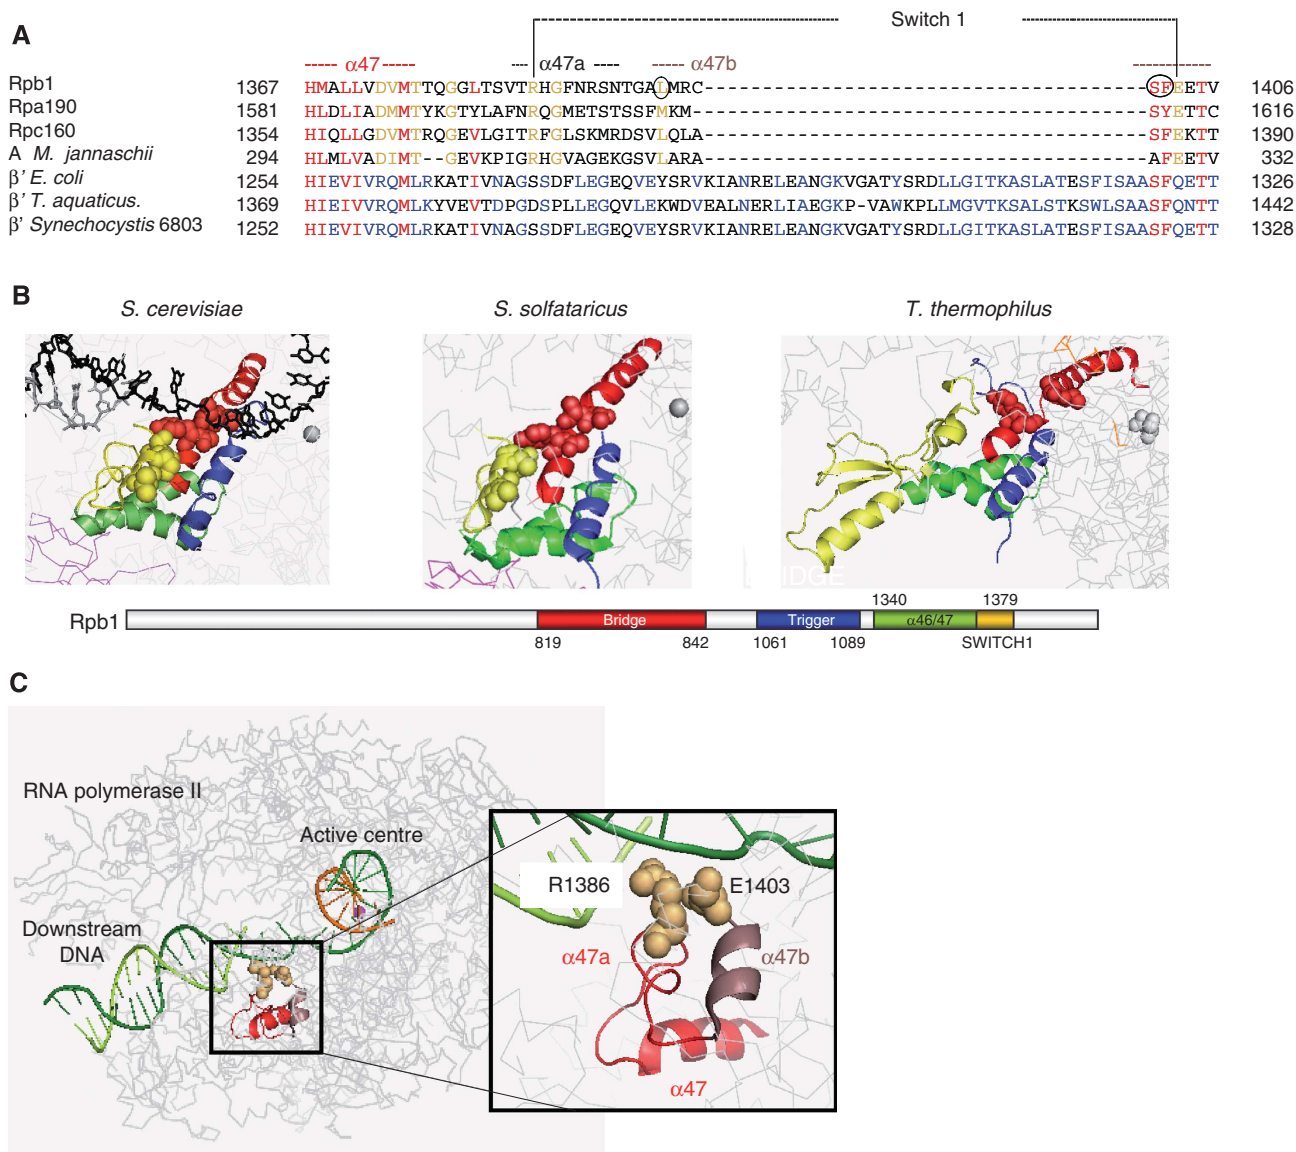 A
Switch 1
----- α47 ----- --- α47a ---- ----- α47b ------------
Rpb1 1367 HMALLVDVMTTQGGLTSVTRHGFNRSNTGALMRC----------------------------------SFEETV 1406
Rpa190 1581 HLDLIADMMTYKGTYLAFNRQGMETSTSSFMKM-----------------------------------SYETTC 1616
Rpc160 1354 HIQLLGDVMTRQGEVLGITRFGLSKMRDSVLQLA----------------------------------SFEKTT 1390
A M. jannaschii 294 HLMLVADIMT--GEVKPIGRHGVAGEKGSVLARA----------------------------------AFEETV 332
β' E. coli 1254 HIEVIVRQMLRKATIVNAGSSDFLEGEQVEYSRVKIANRELEANGKVGATYSRDLLGITKASLATESFISAASFQETT 1326
β' T. aquaticus. 1369 HIEIVVRQMLKYVEVTDPGDSPLLEGQVLEKWDVEALNERLIAEGKP-VAWKPLLMGVTKSALSTKSWLSAASFQNTT 1442
β' Synechocystis 6803 1252 HIEVIVRQMLRKATIVNAGSSDFLEGEQVEYSRVKIANRELEANGKVGATYSRDLLGITKASLATESFISAASFQETT 1328
B
S. cerevisiae S. solfataricus T. thermophilus
IDGE
1340 1379
Rpb1 Bridge Trigger α46/47
819 842 1061 1089 SWITCH1
C
RNA polymerase II
Active centre
Downstream
DNA
R1386 E1403
α47a α47b
α47